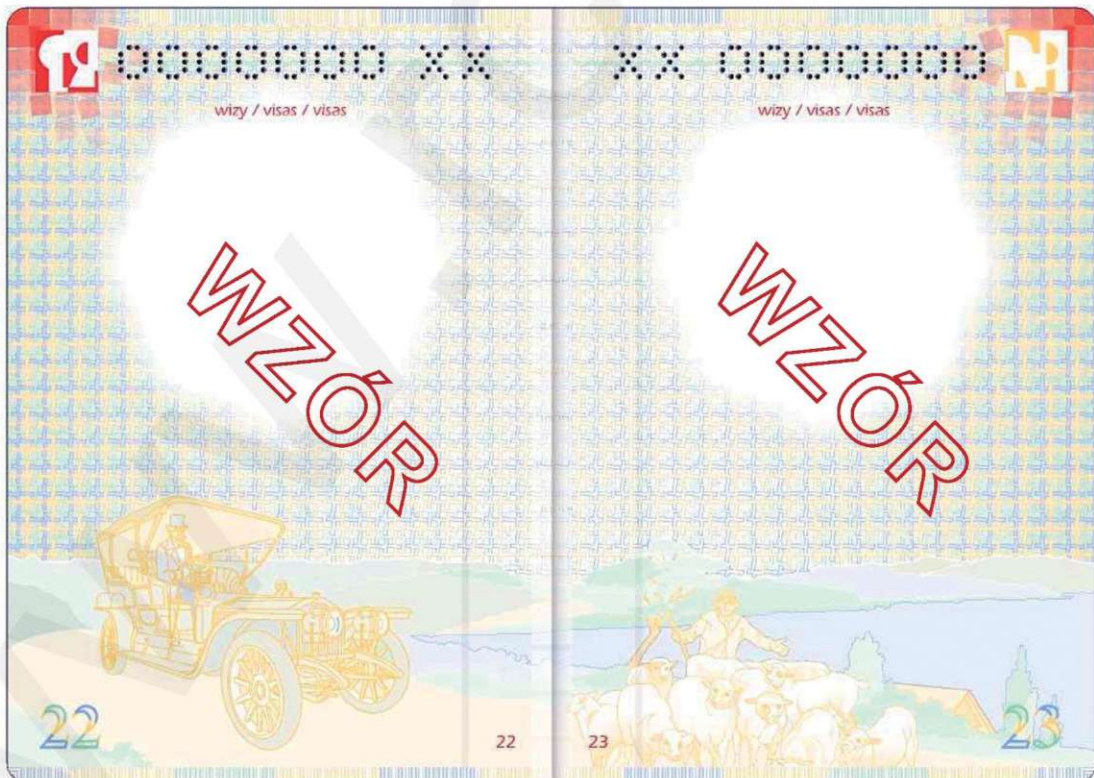 0000000 XX
wizy / visas / visas
WZÓR
22
22
XX 0000000
wizy / visas / visas
WZÓR
23
23